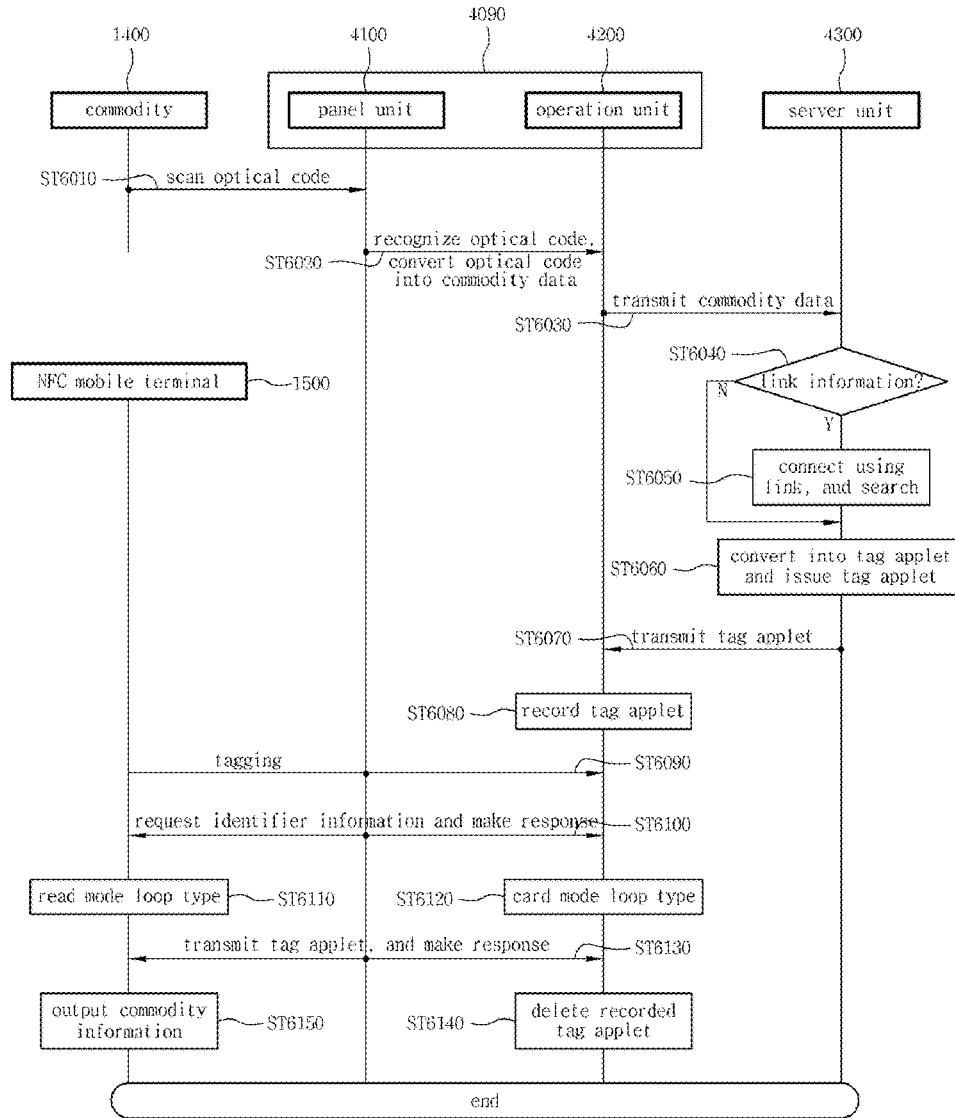 4090
1400
4100
4200
4300
commodity
panel unit
operation unit
server unit
ST6010
scan optical code
recognize optical code,
ST6020
convert optical code
into commodity data
transmit commodity data
ST6030
ST6040
NFC mobile terminal
1500
link information?
N
Y
ST6050
connect using
link, and search
ST6060
convert into tag applet
and issue tag applet
ST6070
transmit tag applet
ST6080
record tag applet
tagging
ST6090
request identifier information and make response
ST6100
read mode loop type
ST6110
ST6120
card mode loop type
transmit tag applet, and make response
ST6130
output commodity
information
ST6150
ST6140
delete recorded
tag applet
end